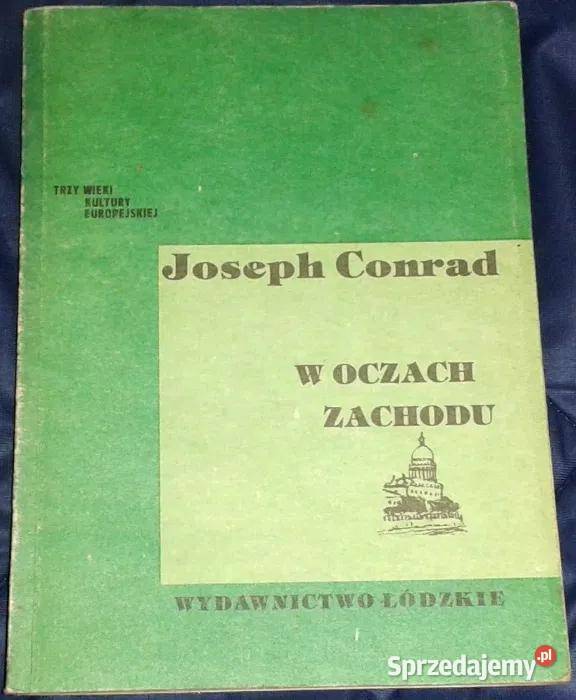 TRZY WIEKI
KULTURY
EUROPEJSKIEJ
Joseph Conrad
W OCZACH
ZACHODU
WYDAWNICTWO ŁÓDZKIE
Sprzedajemy.pl